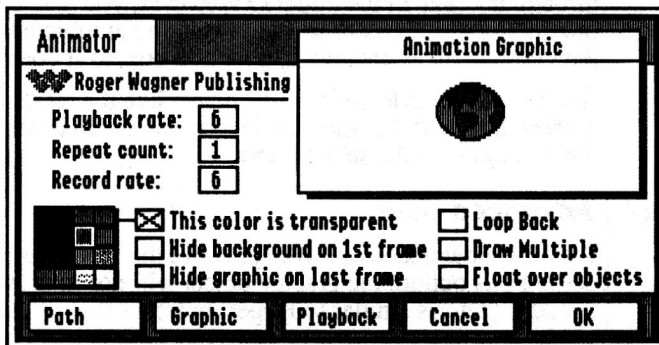 Animator
Animation Graphic
Roger Wagner Publishing
Playback rate: 6
Repeat count: 1
Record rate: 6
This color is transparent
Hide background on 1st frame
Hide graphic on last frame
Loop Back
Draw Multiple
Float over objects
Path Graphic Playback Cancel OK